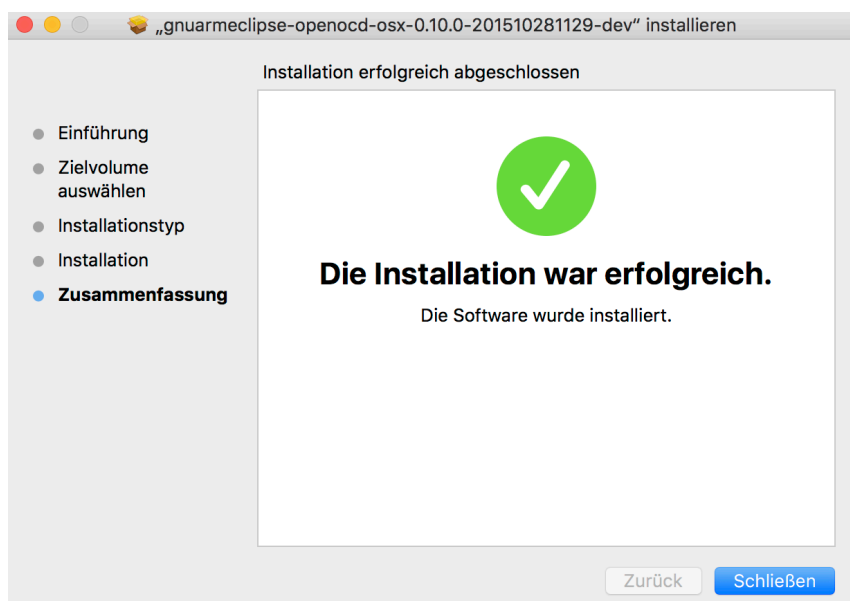 „gnuarmeclipse-openocd-osx-0.10.0-201510281129-dev“ installieren
Installation erfolgreich abgeschlossen
Einführung
Zielvolume
auswählen
Installationstyp
Installation
Zusammenfassung
Die Installation war erfolgreich.
Die Software wurde installiert.
Zurück
Schließen